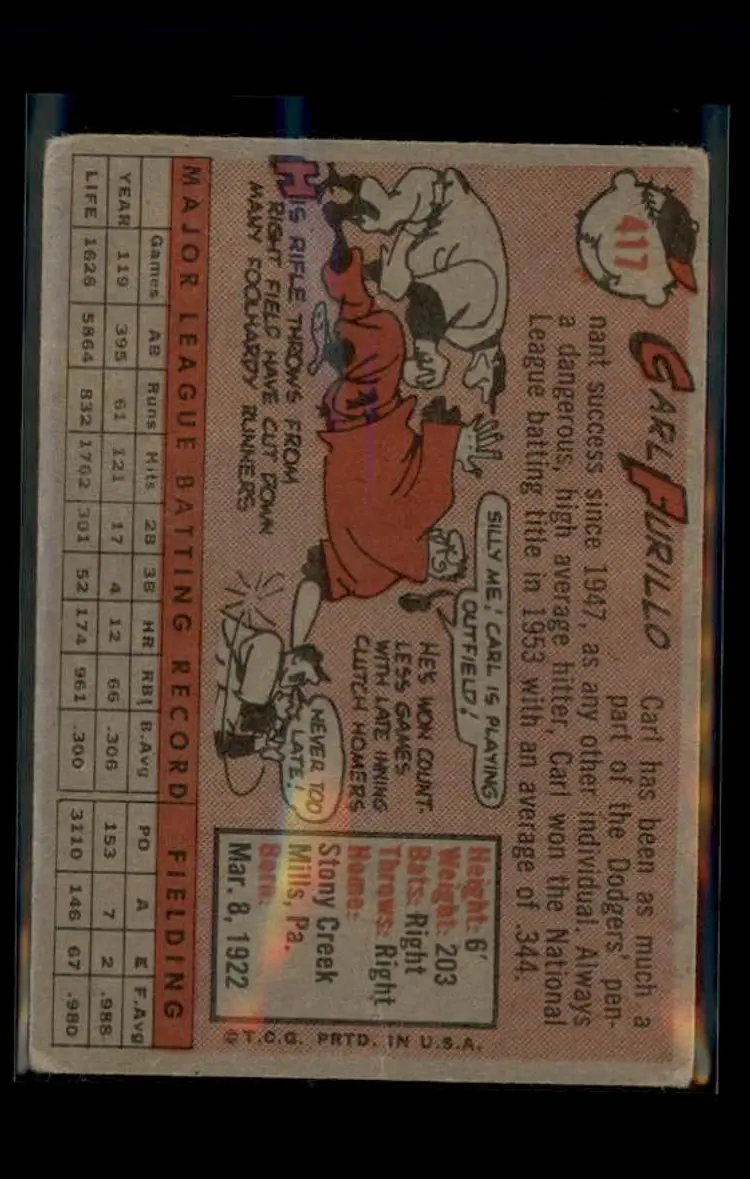 417
CARL FURILLO
Carl has been as much a
part of the Dodgers' pen-
nant success since 1947, as any other individual. Always
a dangerous, high average hitter, Carl won the National
League batting title in 1953 with an average of .344.
SILLY ME! CARL IS PLAYING
OUTFIELD!
HIS RIFLE THROWS FROM
RIGHT FIELD HAVE CUT DOWN
MANY FOOLHARDY RUNNERS
HE'S WON COUNT-
LESS GAMES
WITH LATE INNING
CLUTCH HOMERS
NEVER TOO
LATE!
Height: 6'
Weight: 203
Bats: Right
Throws: Right
Home:
Stony Creek
Mills, Pa.
Born:
Mar. 8, 1922
© T.C.G. PRTD. IN U.S.A.
MAJOR LEAGUE BATTING RECORD FIELDING
Games AB Runs Hits 2B 3B HR RBI B.Avg PO A E F.Avg
YEAR 119 395 61 121 17 4 12 66 .306 153 7 2 .988
LIFE 1626 5864 832 1762 301 52 174 961 .300 3110 146 67 .980